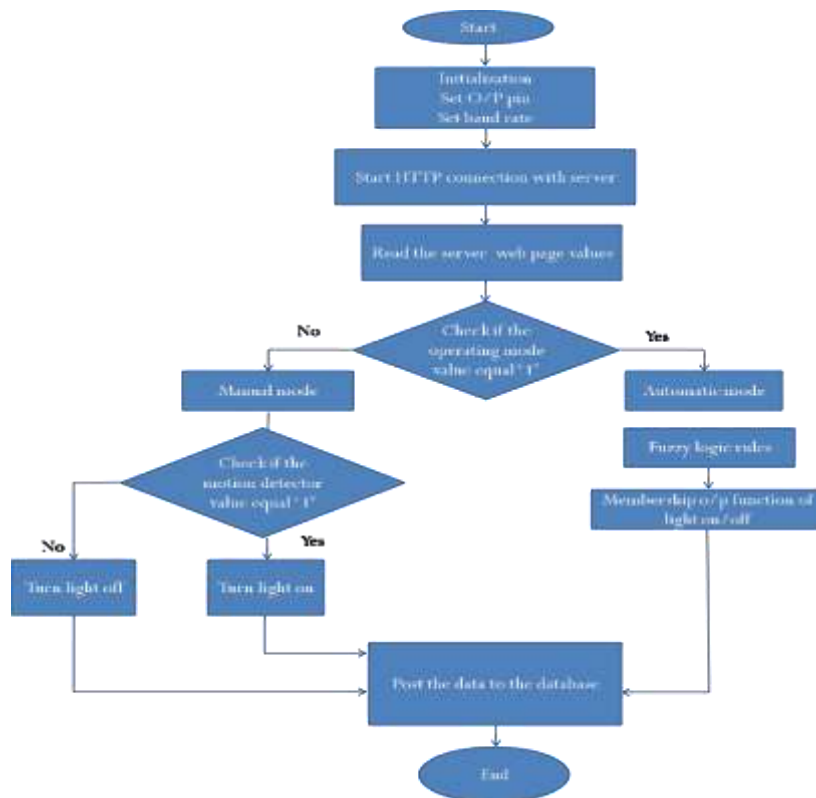 Start
Initialization
Set O/P pin
Set baud rate
Start HTTP connection with server
Read the server web page values
Check if the
operating mode
value equal "1"
No
Yes
Manual mode
Automatic mode
Check if the
motion detector
value equal "1"
Fuzzy logic rules
Membership o/p function of
light on/off
No
Yes
Turn light off
Turn light on
Post the data to the database
End